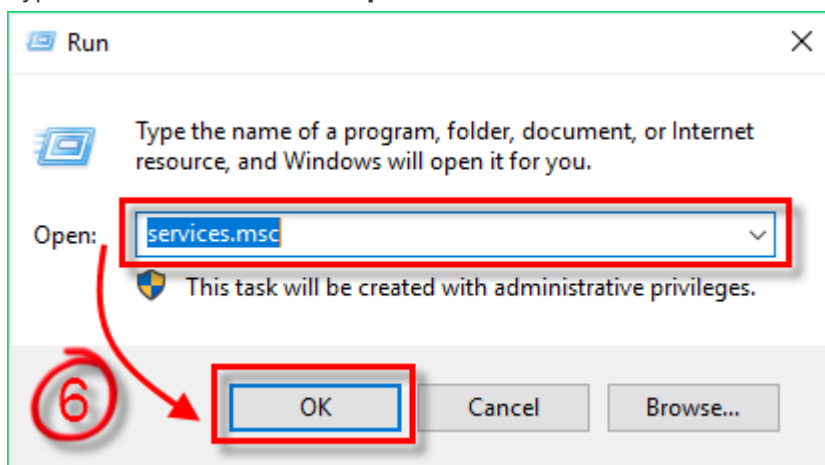 Run
Type the name of a program, folder, document, or Internet
resource, and Windows will open it for you.
Open: services.msc
This task will be created with administrative privileges.
6
OK Cancel Browse...